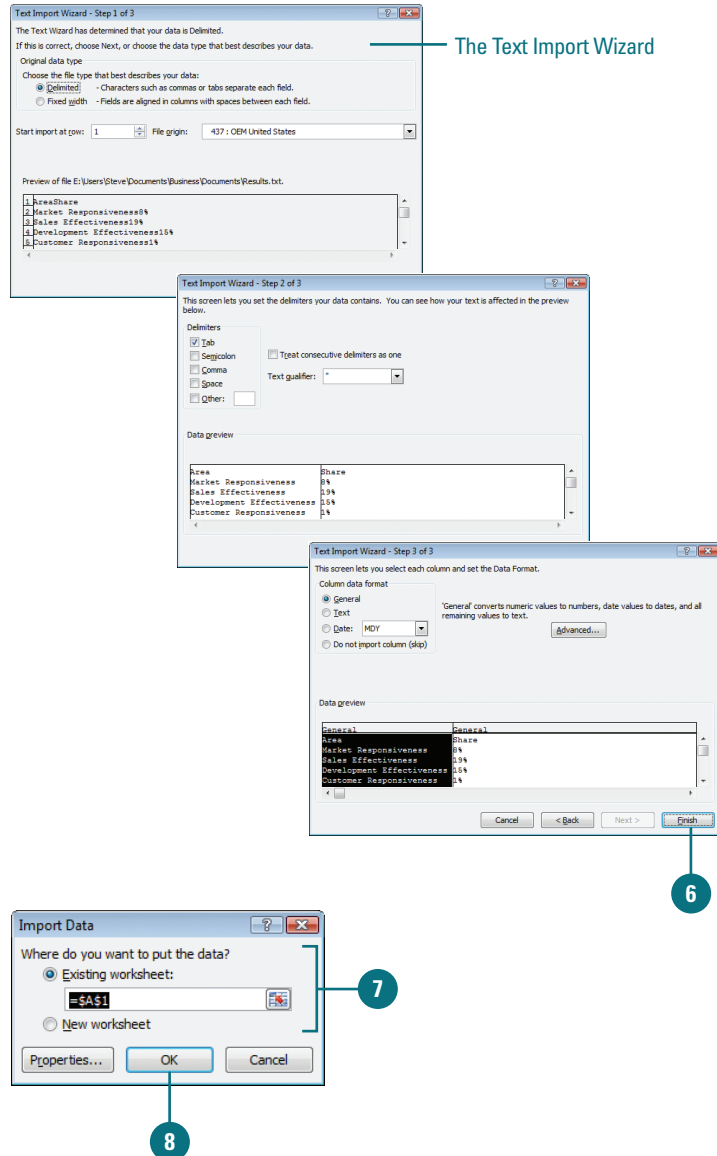 Text Import Wizard - Step 1 of 3
The Text Wizard has determined that your data is Delimited.
If this is correct, choose Next, or choose the data type that best describes your data.
The Text Import Wizard
Original data type
Choose the file type that best describes your data:
Delimited - Characters such as commas or tabs separate each field.
Fixed width - Fields are aligned in columns with spaces between each field.
Start import at row: 1 File origin: 437 : OEM United States
Preview of file E:\Users\Steve\Documents\Business\Documents\Results.txt.
1 AreaShare
2 Market Responsiveness8%
3 Sales Effectiveness19%
4 Development Effectiveness15%
5 Customer Responsiveness1%
Text Import Wizard - Step 2 of 3
This screen lets you set the delimiters your data contains. You can see how your text is affected in the preview
below.
Delimiters
Tab
Semicolon
Comma
Space
Other:
Treat consecutive delimiters as one
Text qualifier: "
Data preview
Area Share
Market Responsiveness 8%
Sales Effectiveness 19%
Development Effectiveness 15%
Customer Responsiveness 1%
Text Import Wizard - Step 3 of 3
This screen lets you select each column and set the Data Format.
Column data format
General
Text
Date: MDY
Do not import column (skip)
'General' converts numeric values to numbers, date values to dates, and all
remaining values to text.
Advanced...
Data preview
General General
Area Share
Market Responsiveness 8%
Sales Effectiveness 19%
Development Effectiveness 15%
Customer Responsiveness 1%
Cancel < Back Next > Finish
6
Import Data
Where do you want to put the data?
Existing worksheet:
=$A$1
New worksheet
Properties... OK Cancel
7
8